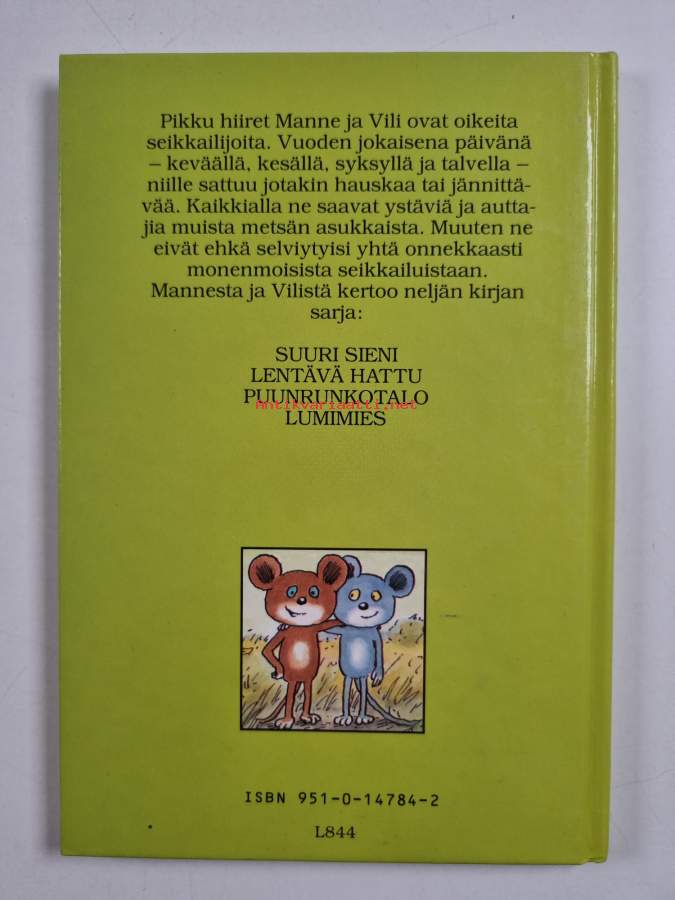 Pikku hiiret Manne ja Vili ovat oikeita
seikkailijoita. Vuoden jokaisena päivänä
– keväällä, kesällä, syksyllä ja talvella –
niille sattuu jotakin hauskaa tai jännittä-
vää. Kaikkialla ne saavat ystäviä ja autta-
jia muista metsän asukkaista. Muuten ne
eivät ehkä selviytyisi yhtä onnekkaasti
monenmoisista seikkailuistaan.
Mannesta ja Vilistä kertoo neljän kirjan
sarja:
SUURI SIENI
LENTÄVÄ HATTU
PUUNRUNKOTALO
Antikvariaatti.net
LUMIMIES
ISBN 951-0-14784-2
L844